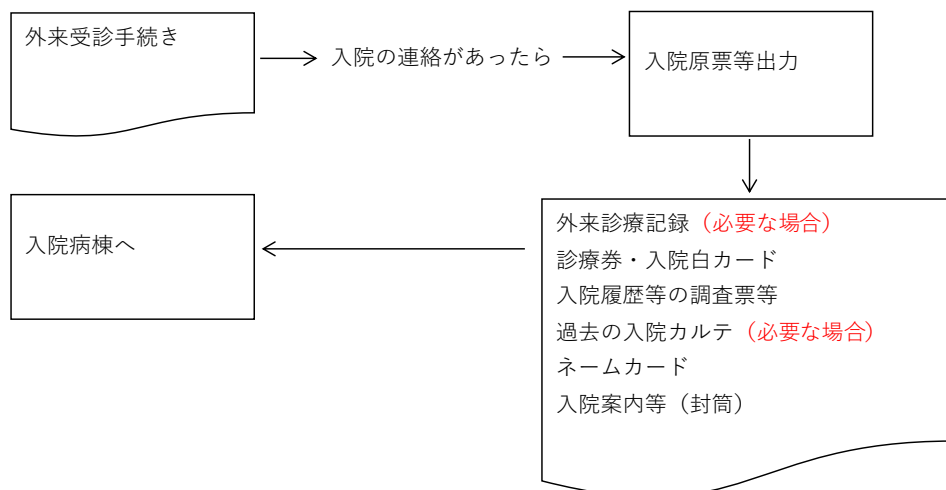 外来受診手続き
入院の連絡があったら
入院原票等出力
外来診療記録（必要な場合）
診療券・入院白カード
入院履歴等の調査票等
過去の入院カルテ（必要な場合）
ネームカード
入院案内等（封筒）
入院病棟へ